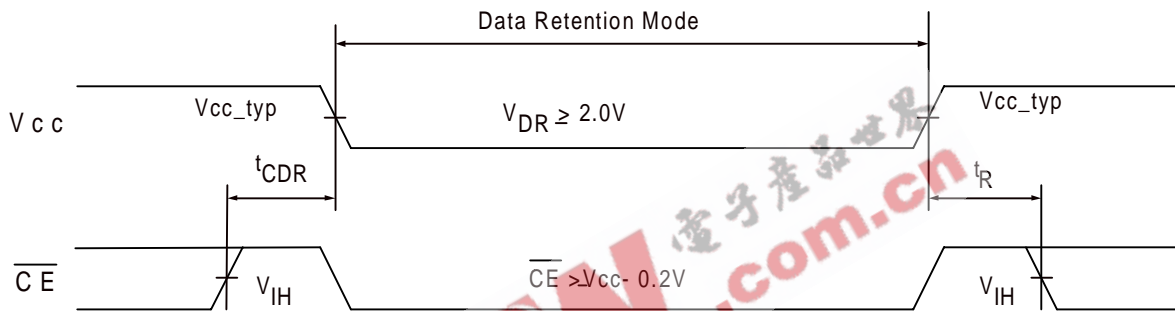 Data Retention Mode
Vcc
Vcc_typ
VDR ≥ 2.0V
Vcc_typ
tCDR
tR
CE
VIH
CE ≥Vcc- 0.2V
VIH
電子產品世界
.com.cn